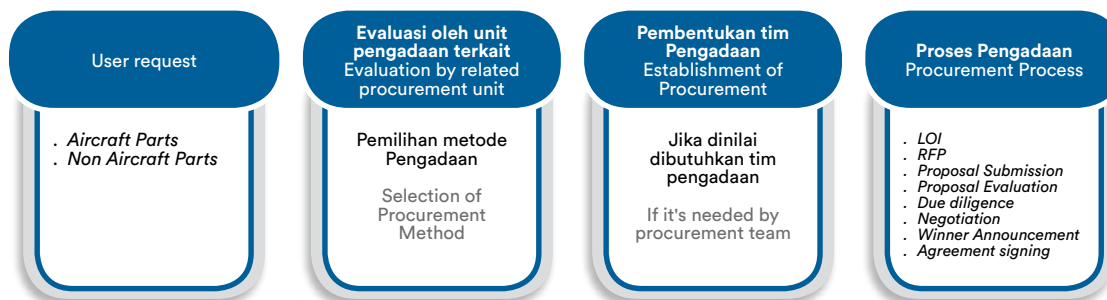 User request
. Aircraft Parts
. Non Aircraft Parts
Evaluasi oleh unit
pengadaan terkait
Evaluation by related
procurement unit
Pemilihan metode
Pengadaan
Selection of
Procurement
Method
Pembentukan tim
Pengadaan
Establishment of
Procurement
Jika dinilai
dibutuhkan tim
pengadaan
If it's needed by
procurement team
Proses Pengadaan
Procurement Process
. LOI
. RFP
. Proposal Submission
. Proposal Evaluation
. Due diligence
. Negotiation
. Winner Announcement
. Agreement signing